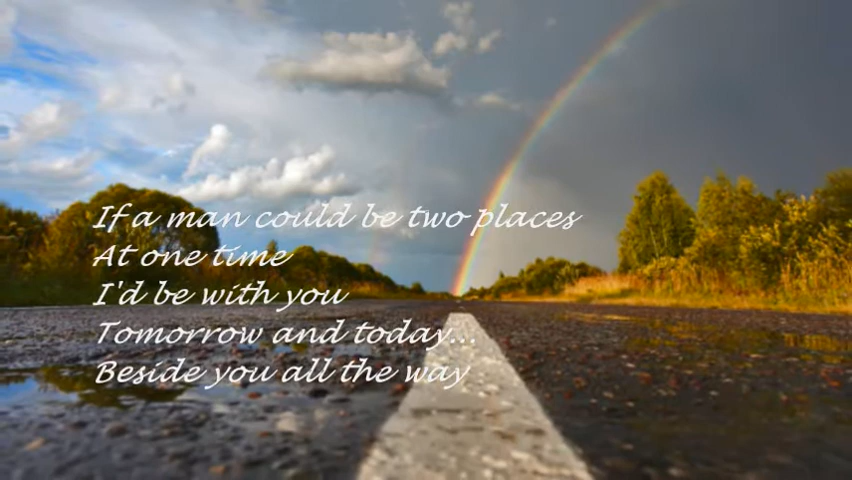 If a man could be two places
At one time
I'd be with you
Tomorrow and today...
Beside you all the way